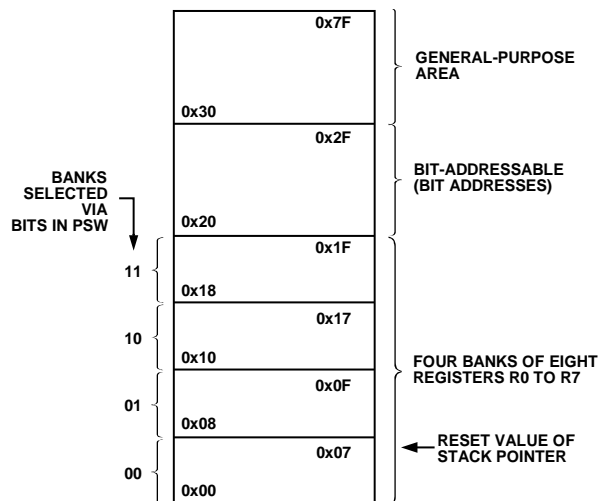 0x7F
GENERAL-PURPOSE
AREA
0x30
0x2F
BIT-ADDRESSABLE
(BIT ADDRESSES)
BANKS
SELECTED
VIA
BITS IN PSW
0x20
0x1F
11
0x18
0x17
10
0x10
FOUR BANKS OF EIGHT
REGISTERS R0 TO R7
0x0F
01
0x08
0x07
RESET VALUE OF
STACK POINTER
00
0x00